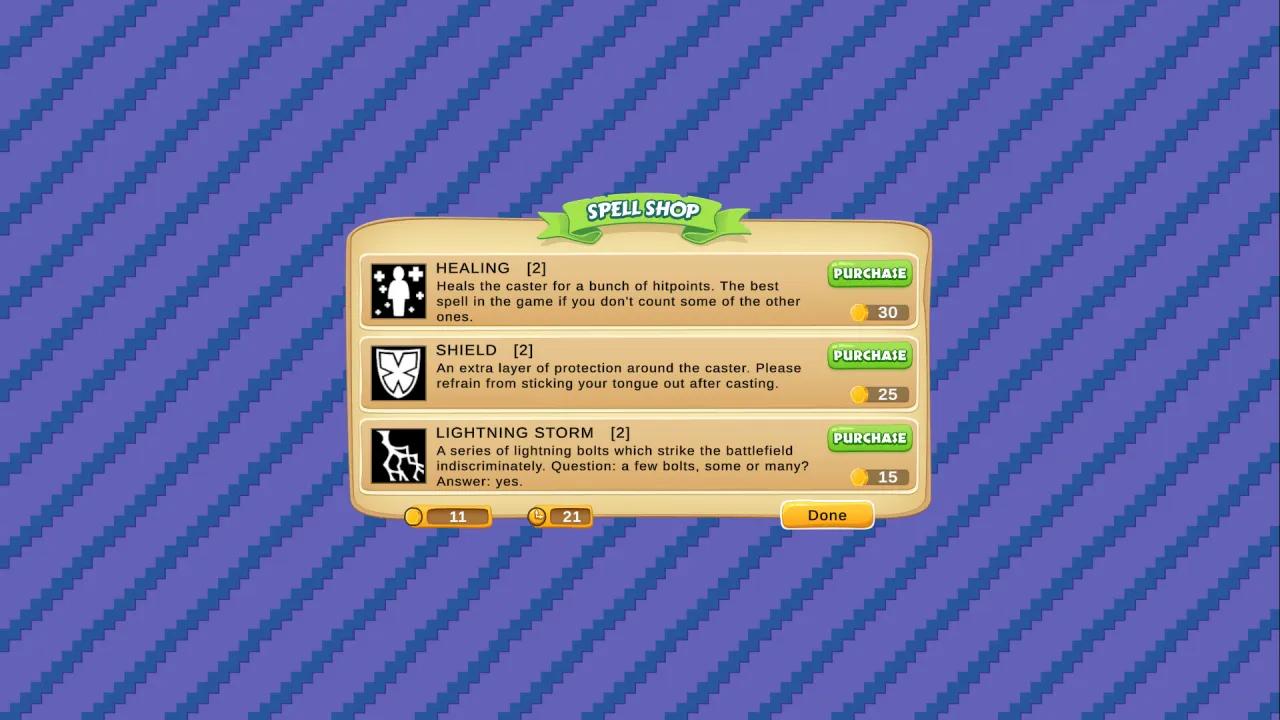 SPELL SHOP
HEALING [2]
Heals the caster for a bunch of hitpoints. The best
spell in the game if you don't count some of the other
ones.
PURCHASE
30
SHIELD [2]
An extra layer of protection around the caster. Please
refrain from sticking your tongue out after casting.
PURCHASE
25
LIGHTNING STORM [2]
A series of lightning bolts which strike the battlefield
indiscriminately. Question: a few bolts, some or many?
Answer: yes.
PURCHASE
15
11 21 Done